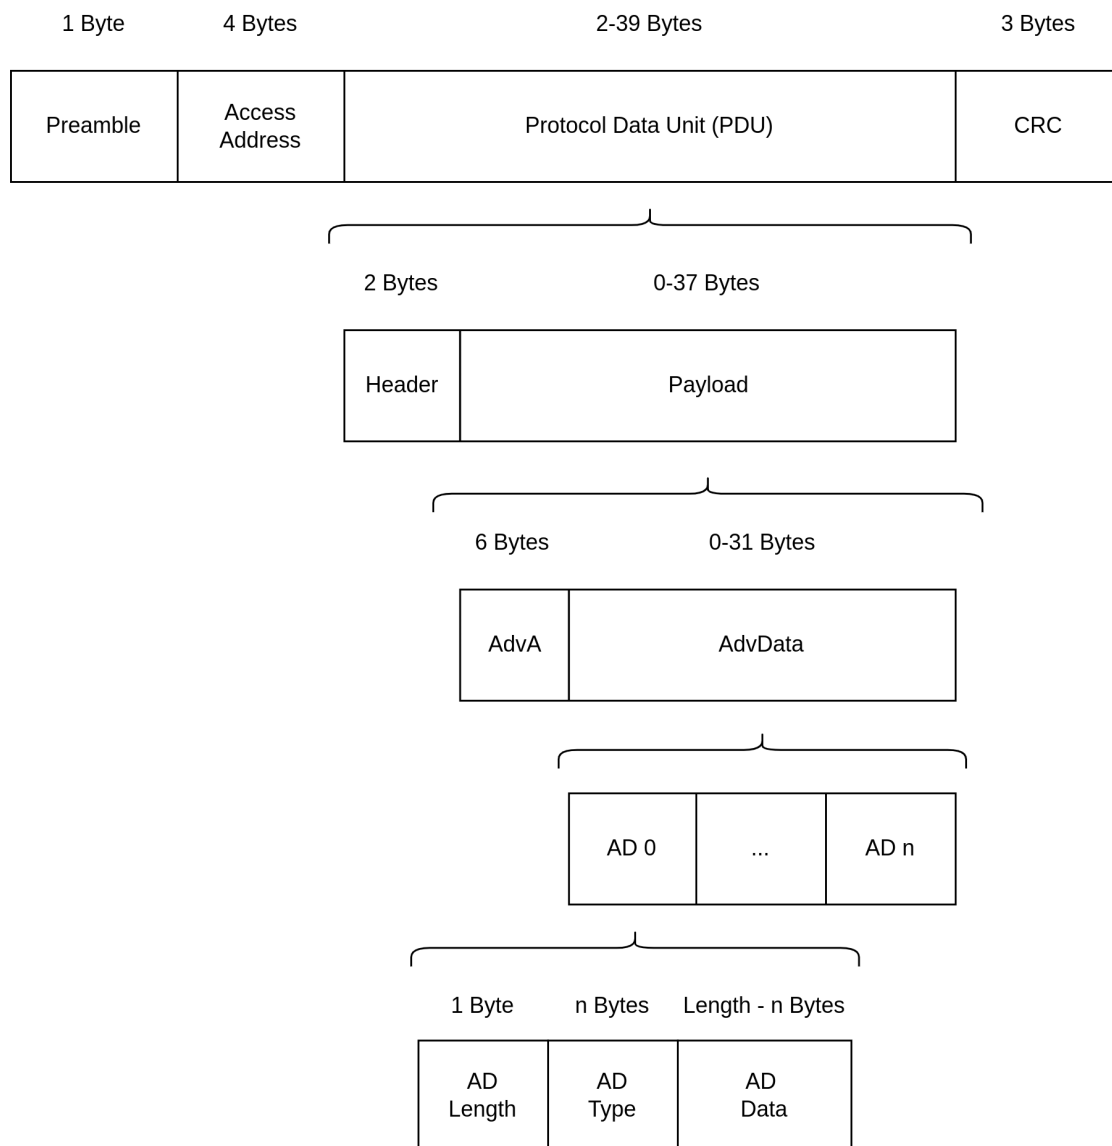 1 Byte
4 Bytes
2-39 Bytes
3 Bytes
Preamble
Access
Address
Protocol Data Unit (PDU)
CRC
2 Bytes
0-37 Bytes
Header
Payload
6 Bytes
0-31 Bytes
AdvA
AdvData
AD 0
...
AD n
1 Byte
n Bytes
Length - n Bytes
AD
Length
AD
Type
AD
Data